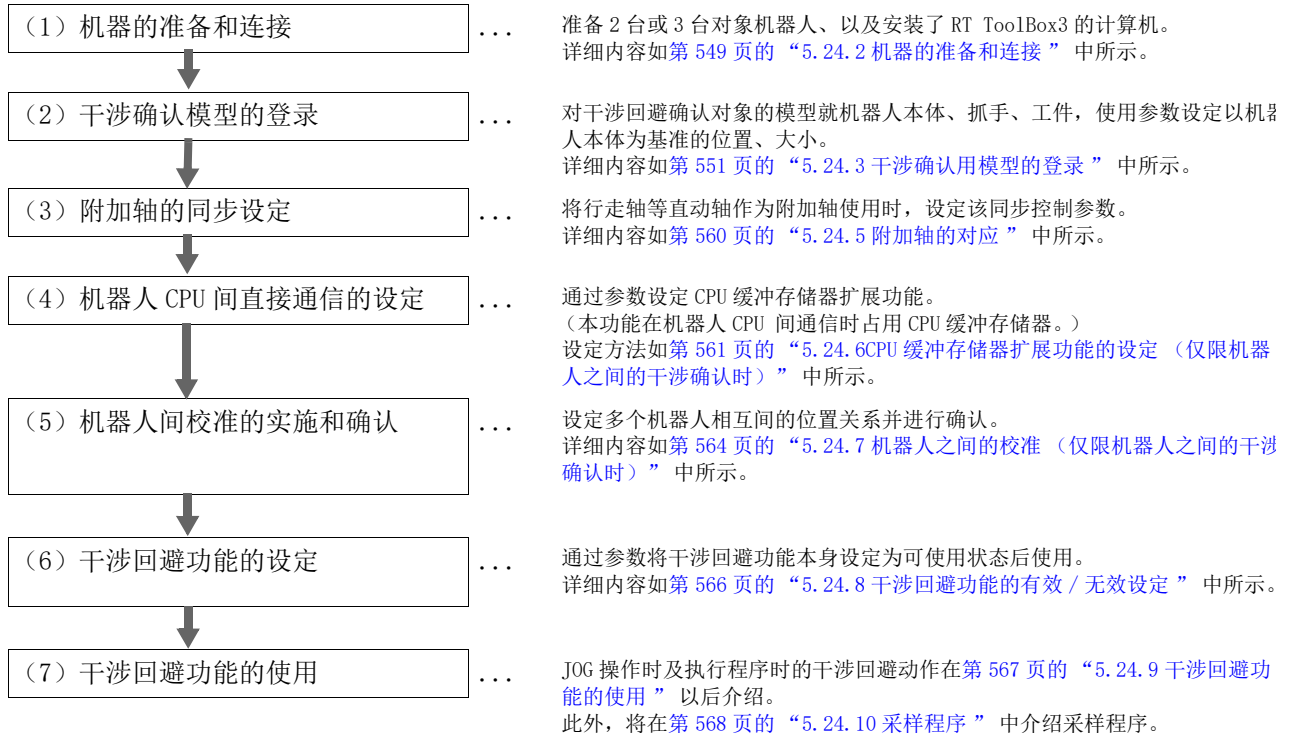 （1）机器的准备和连接 ... 准备 2 台或 3 台对象机器人、以及安装了 RT ToolBox3 的计算机。
详细内容如第 549 页的 “5.24.2 机器的准备和连接 ” 中所示。
（2）干涉确认模型的登录 ... 对干涉回避确认对象的模型就机器人本体、抓手、工件，使用参数设定以机器
人本体为基准的位置、大小。
详细内容如第 551 页的 “5.24.3 干涉确认用模型的登录 ” 中所示。
（3）附加轴的同步设定 ... 将行走轴等直动轴作为附加轴使用时，设定该同步控制参数。
详细内容如第 560 页的 “5.24.5 附加轴的对应 ” 中所示。
（4）机器人 CPU 间直接通信的设定 ... 通过参数设定 CPU 缓冲存储器扩展功能。
（本功能在机器人 CPU 间通信时占用 CPU 缓冲存储器。）
设定方法如第 561 页的 “5.24.6CPU 缓冲存储器扩展功能的设定 （仅限机器
人之间的干涉确认时）” 中所示。
（5）机器人间校准的实施和确认 ... 设定多个机器人相互间的位置关系并进行确认。
详细内容如第 564 页的 “5.24.7 机器人之间的校准 （仅限机器人之间的干涉
确认时）” 中所示。
（6）干涉回避功能的设定 ... 通过参数将干涉回避功能本身设定为可使用状态后使用。
详细内容如第 566 页的 “5.24.8 干涉回避功能的有效 / 无效设定 ” 中所示。
（7）干涉回避功能的使用 ... JOG 操作时及执行程序时的干涉回避动作在第 567 页的 “5.24.9 干涉回避功
能的使用 ” 以后介绍。
此外，将在第 568 页的 “5.24.10 采样程序 ” 中介绍采样程序。